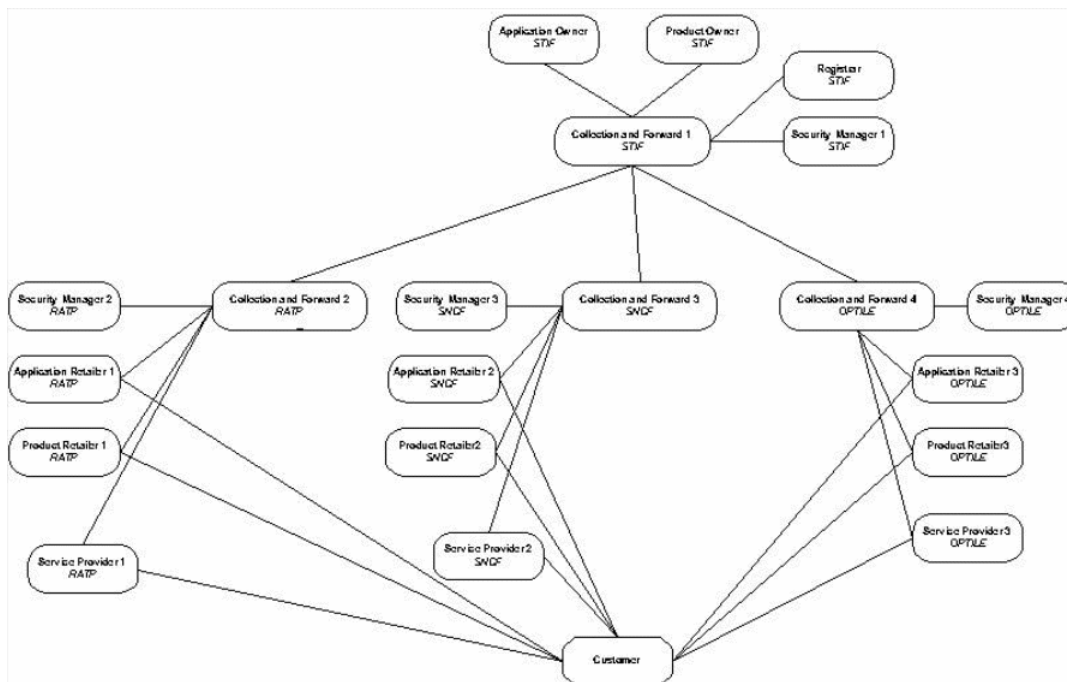 Application Owner
STIF
Product Owner
STIF
Registrar
STIF
Collection and Forward 1
STIF
Security Manager 1
STIF
Security Manager 2
RATP
Collection and Forward 2
RATP
Security Manager 3
SNCF
Collection and Forward 3
SNCF
Collection and Forward 4
OPTILE
Security Manager 4
OPTILE
Application Retailer 1
RATP
Application Retailer 2
SNCF
Application Retailer 3
OPTILE
Product Retailer 1
RATP
Product Retailer2
SNCF
Product Retailer3
OPTILE
Service Provider 1
RATP
Service Provider 2
SNCF
Service Provider 3
OPTILE
Customer